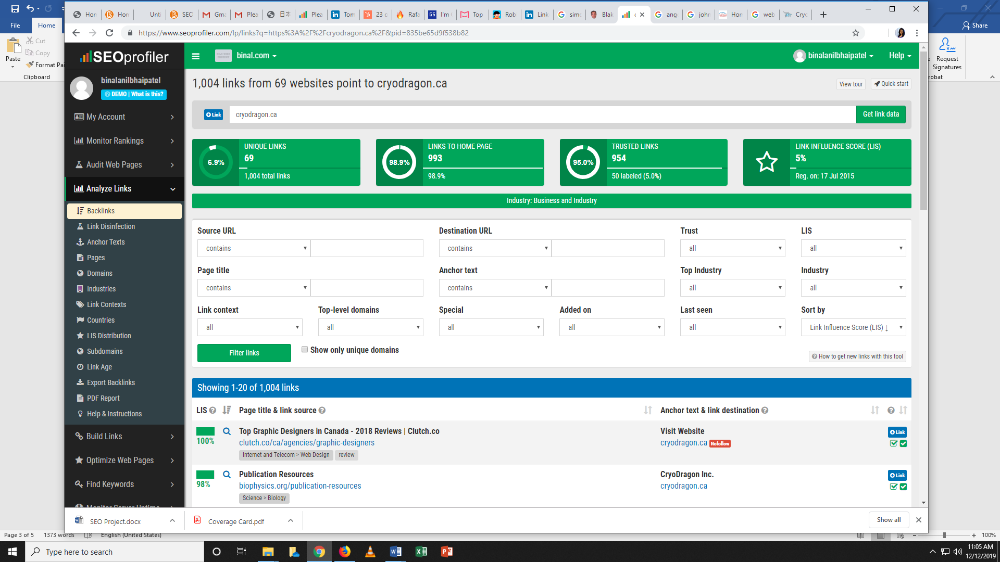 Hon
Hon
Unti
SEO
Gma
Plea
日本
Plea
Tom
23 c
Rafa
GS I'm
Top
Rob
Link
simo
Blak
c
ang
john
Hon
web
Cryc
File
Home
Share
https://www.seoprofiler.com/lp/links?q=https%3A%2F%2Fcryodragon.ca%2F&pid=835be65d9f538b82
Cut
Copy
Paste
Format Pai
Clipboard
Request
Signatures
robat
SEOprofiler
binal.com
binalanilbhaipatel
Help
binalanilbhaipatel
DEMO | What is this?
My Account
Monitor Rankings
Audit Web Pages
Analyze Links
Backlinks
Link Disinfection
Anchor Texts
Pages
Domains
Industries
Link Contexts
Countries
LIS Distribution
Subdomains
Link Age
Export Backlinks
PDF Report
Help & Instructions
Build Links
Optimize Web Pages
Find Keywords
Monitor Server Uptime
1,004 links from 69 websites point to cryodragon.ca
View tour
Quick start
Link
cryodragon.ca
Get link data
6.9%
UNIQUE LINKS
69
1,004 total links
98.9%
LINKS TO HOME PAGE
993
98.9%
95.0%
TRUSTED LINKS
954
50 labeled (5.0%)
LINK INFLUENCE SCORE (LIS)
5%
Reg. on: 17 Jul 2015
Industry: Business and Industry
Source URL
Destination URL
Trust
LIS
contains
contains
all
all
Page title
Anchor text
Top Industry
Industry
contains
contains
all
all
Link context
Top-level domains
Special
Added on
Last seen
Sort by
all
all
all
all
all
Link Influence Score (LIS) ↓
Filter links
Show only unique domains
How to get new links with this tool
Showing 1-20 of 1,004 links
LIS
Page title & link source
Anchor text & link destination
100%
Top Graphic Designers in Canada - 2018 Reviews | Clutch.co
clutch.co/ca/agencies/graphic-designers
Internet and Telecom > Web Design
review
Visit Website
cryodragon.ca Nofollow
Link
98%
Publication Resources
biophysics.org/publication-resources
Science > Biology
CryoDragon Inc.
cryodragon.ca
Link
SEO Project.docx
Coverage Card.pdf
Show all
Page 3 of 5
1373 words
English (United States)
100%
Type here to search
11:05 AM
12/12/2019